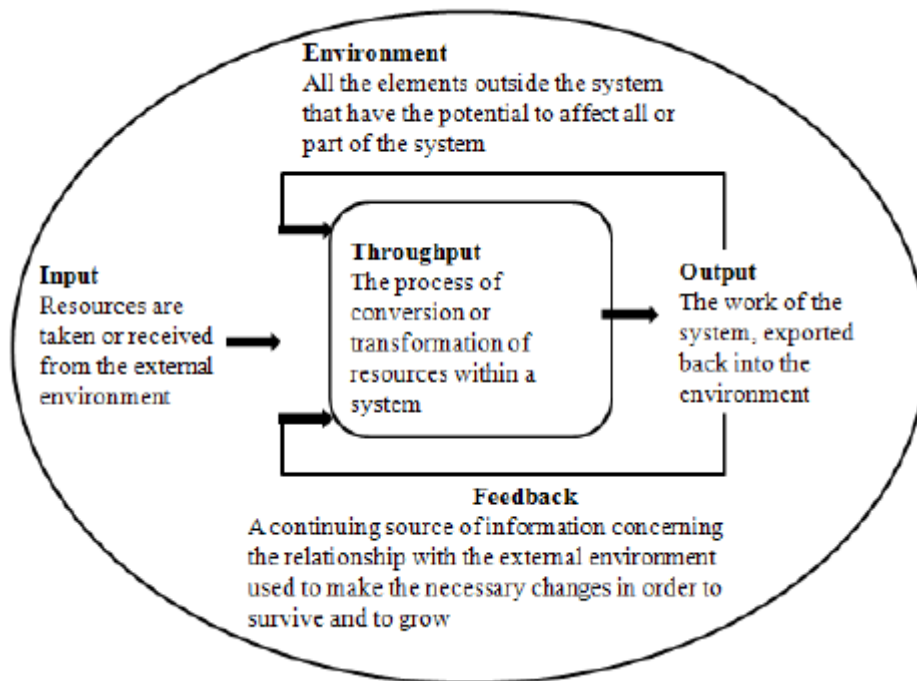 Environment
All the elements outside the system
that have the potential to affect all or
part of the system
Input
Resources are
taken or received
from the external
environment
Throughput
The process of
conversion or
transformation of
resources within a
system
Output
The work of the
system, exported
back into the
environment
Feedback
A continuing source of information concerning
the relationship with the external environment
used to make the necessary changes in order to
survive and to grow